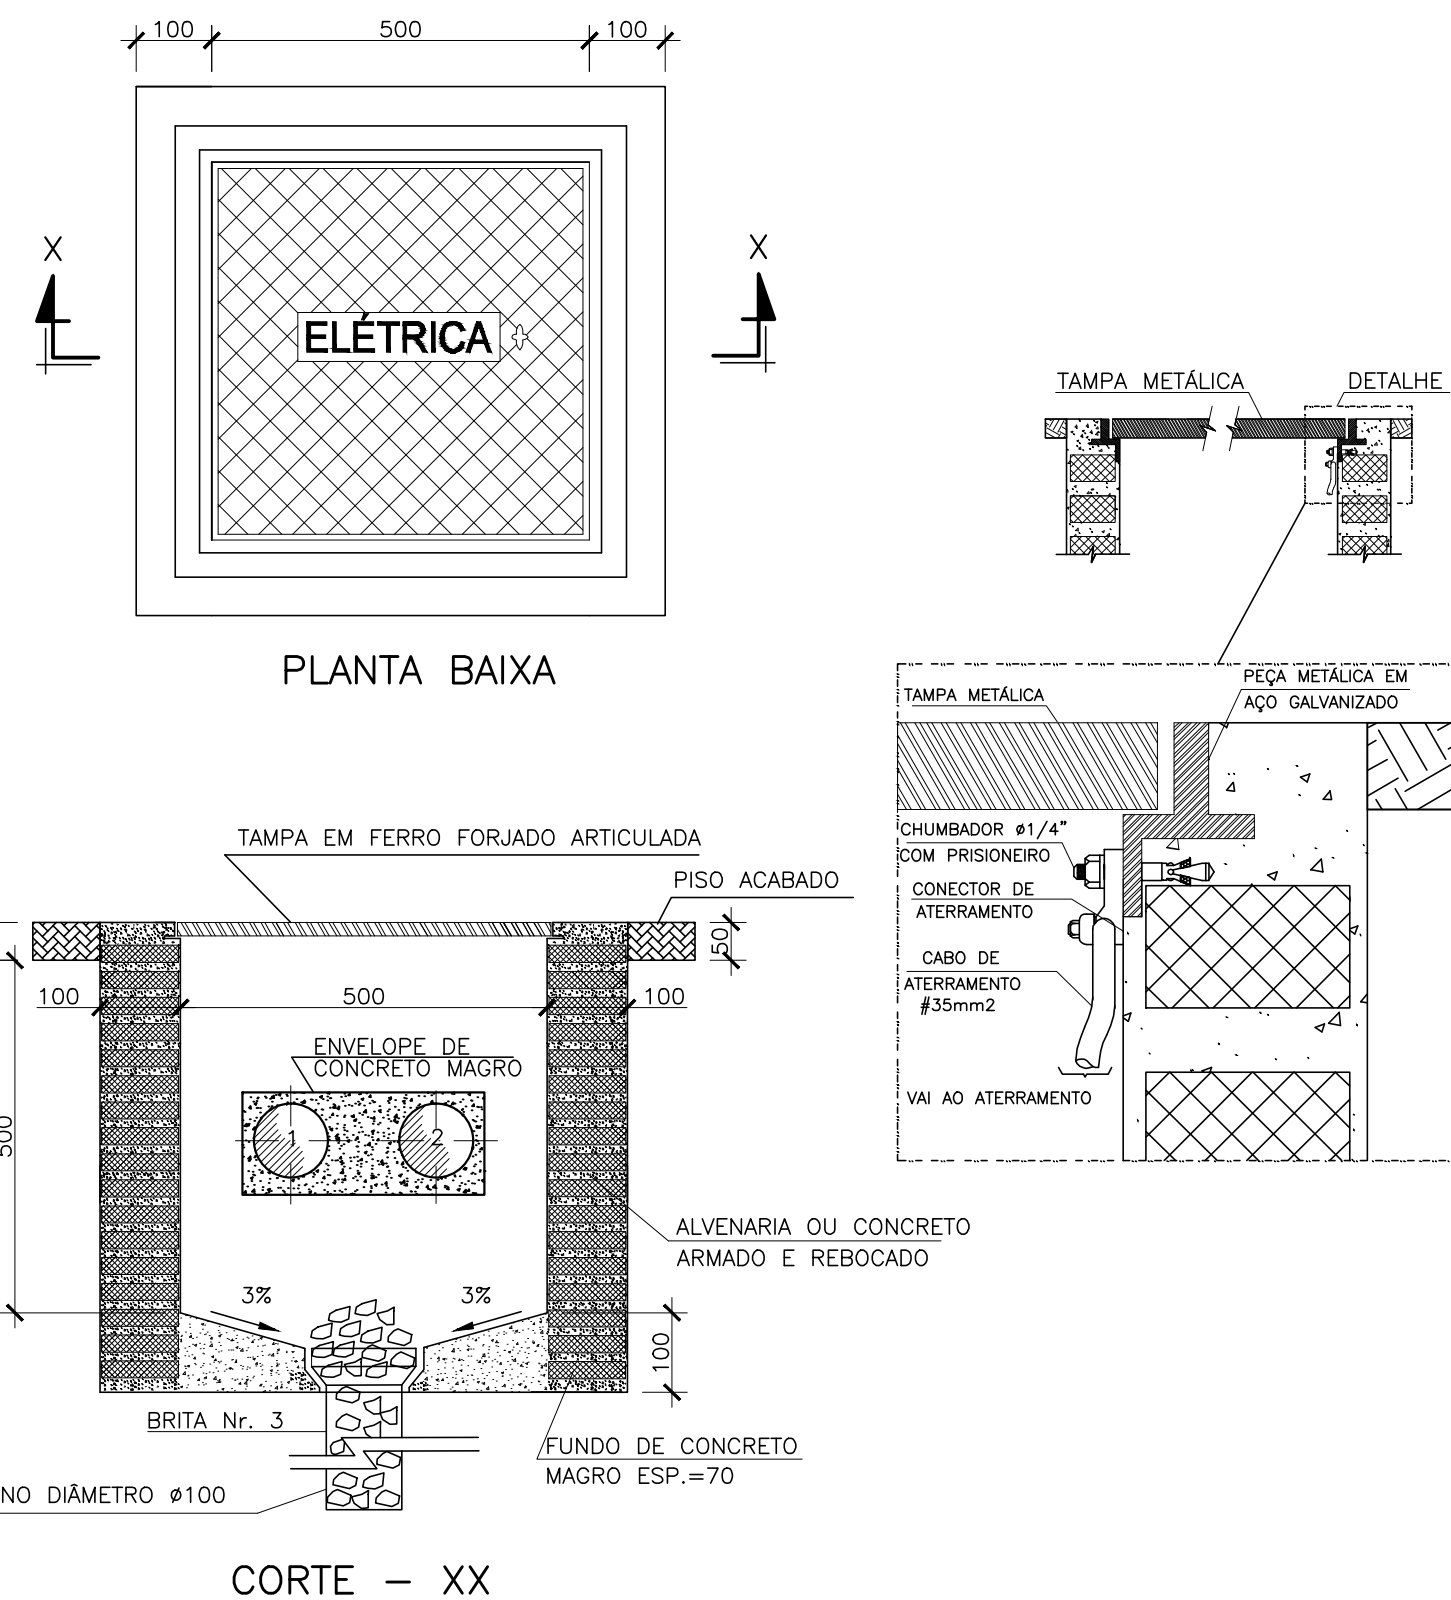 100 500 100
X X
ELÉTRICA
PLANTA BAIXA
TAMPA METÁLICA DETALHE
TAMPA METÁLICA
PEÇA METÁLICA EM
AÇO GALVANIZADO
CHUMBADOR ø1/4"
COM PRISIONEIRO
CONECTOR DE
ATERRAMENTO
CABO DE
ATERRAMENTO
#35mm2
VAI AO ATERRAMENTO
TAMPA EM FERRO FORJADO ARTICULADA
PISO ACABADO
50
100 500 100
ENVELOPE DE
CONCRETO MAGRO
1 2
500
ALVENARIA OU CONCRETO
ARMADO E REBOCADO
3% 3%
100
BRITA Nr. 3
FUNDO DE CONCRETO
MAGRO ESP.=70
NO DIÂMETRO ø100
CORTE – XX